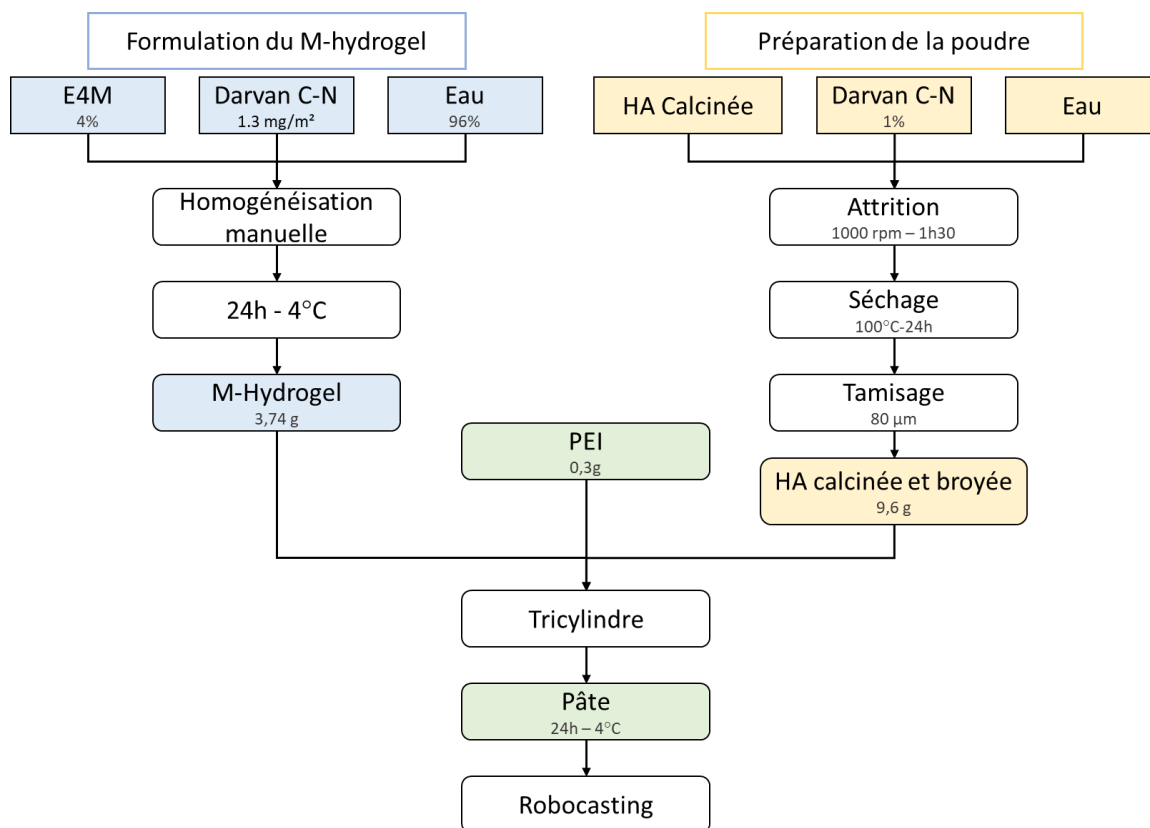 Formulation du M-hydrogel
Préparation de la poudre
E4M
4%
Darvan C-N
1.3 mg/m²
Eau
96%
HA Calcinée
Darvan C-N
1%
Eau
Homogénéisation
manuelle
Attrition
1000 rpm – 1h30
24h - 4°C
Séchage
100°C-24h
M-Hydrogel
3,74 g
Tamisage
80 µm
PEI
0,3g
HA calcinée et broyée
9,6 g
Tricylindre
Pâte
24h – 4°C
Robocasting